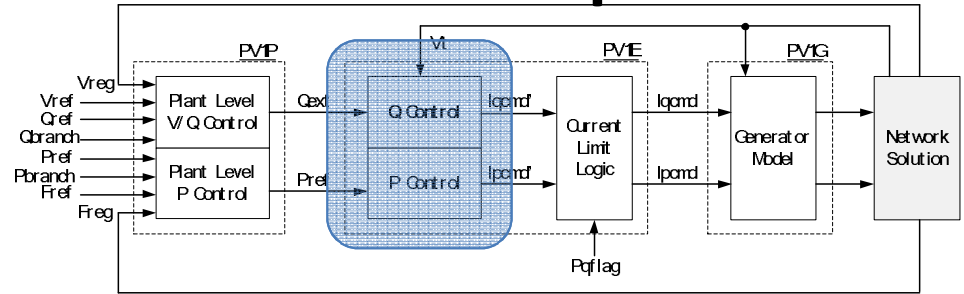 Vt
PV1P
PV1E
PV1G
Vreg
Vref
Qref
Qbranch
Pref
Pbranch
Fref
Freg
Plant Level
V/Q Control
Plant Level
P Control
Qext
Pref
Q Control
P Control
Iqcmd'
Ipcmd'
Current
Limit
Logic
Iqcmd
Ipcmd
Generator
Model
Network
Solution
Pqflag